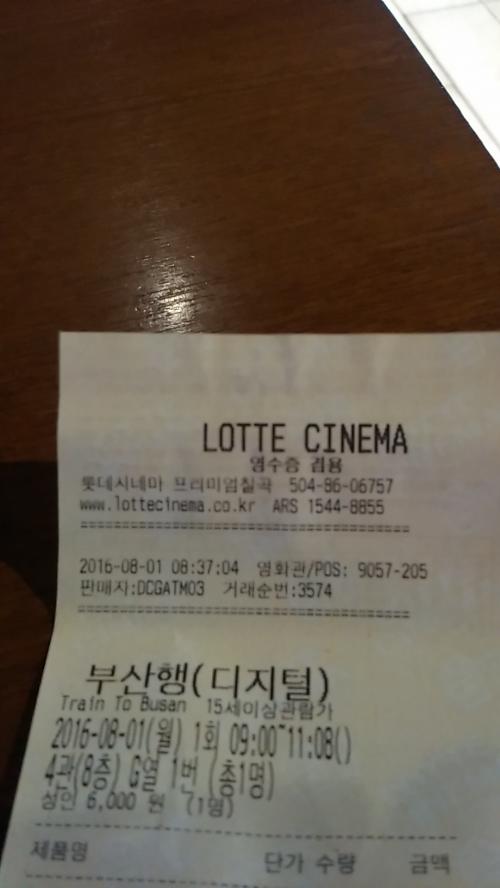 LOTTE CINEMA
영수증 겸용
롯데시네마 프리미엄칠곡 504-86-06757
www.lottecinema.co.kr ARS 1544-8855
================================
2016-08-01 08:37:04 영화관/POS: 9057-205
판매자:DCGATM03 거래순번:3574
================================
부산행(디지털)
Train To Busan 15세이상관람가
2016-08-01(월) 1회 09:00~11:08()
4관(8층) G열 1번 (총1명)
성인 6,000 원 (1명)
--------------------------------
제품명 단가 수량 금액
--------------------------------